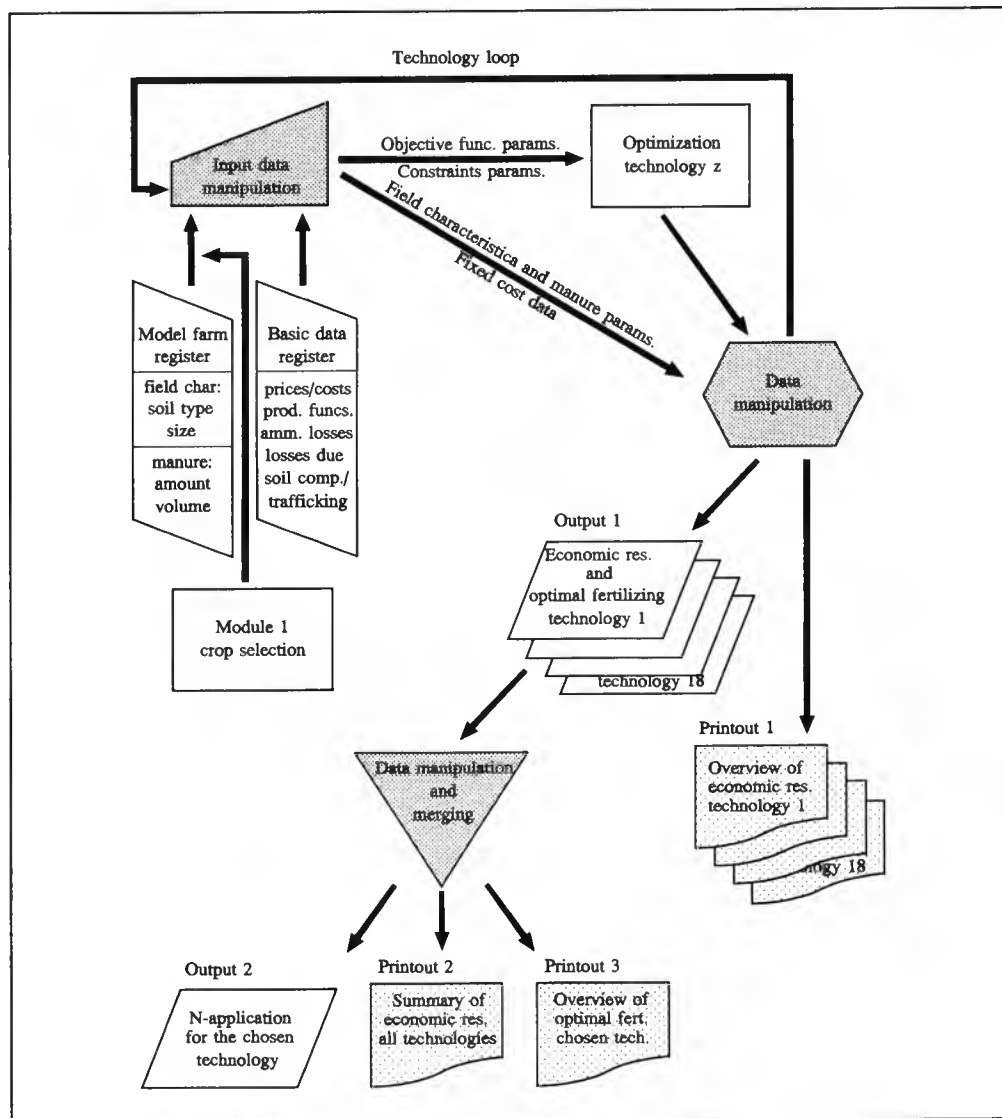 Technology loop
Input data
manipulation
Objective func. params.
Constraints params.
Optimization
technology z
Field characteristica and manure params.
Fixed cost data
Model farm
register
field char:
soil type
size
manure:
amount
volume
Basic data
register
prices/costs
prod. funcs.
amm. losses
losses due
soil comp./
trafficking
Data
manipulation
Module 1
crop selection
Output 1
Economic res.
and
optimal fertilizing
technology 1
technology 18
Printout 1
Overview of
economic res.
technology 1
nology 18
Data manipulation
and
merging
Output 2
N-application
for the chosen
technology
Printout 2
Summary of
economic res.
all technologies
Printout 3
Overview of
optimal fert.
chosen tech.